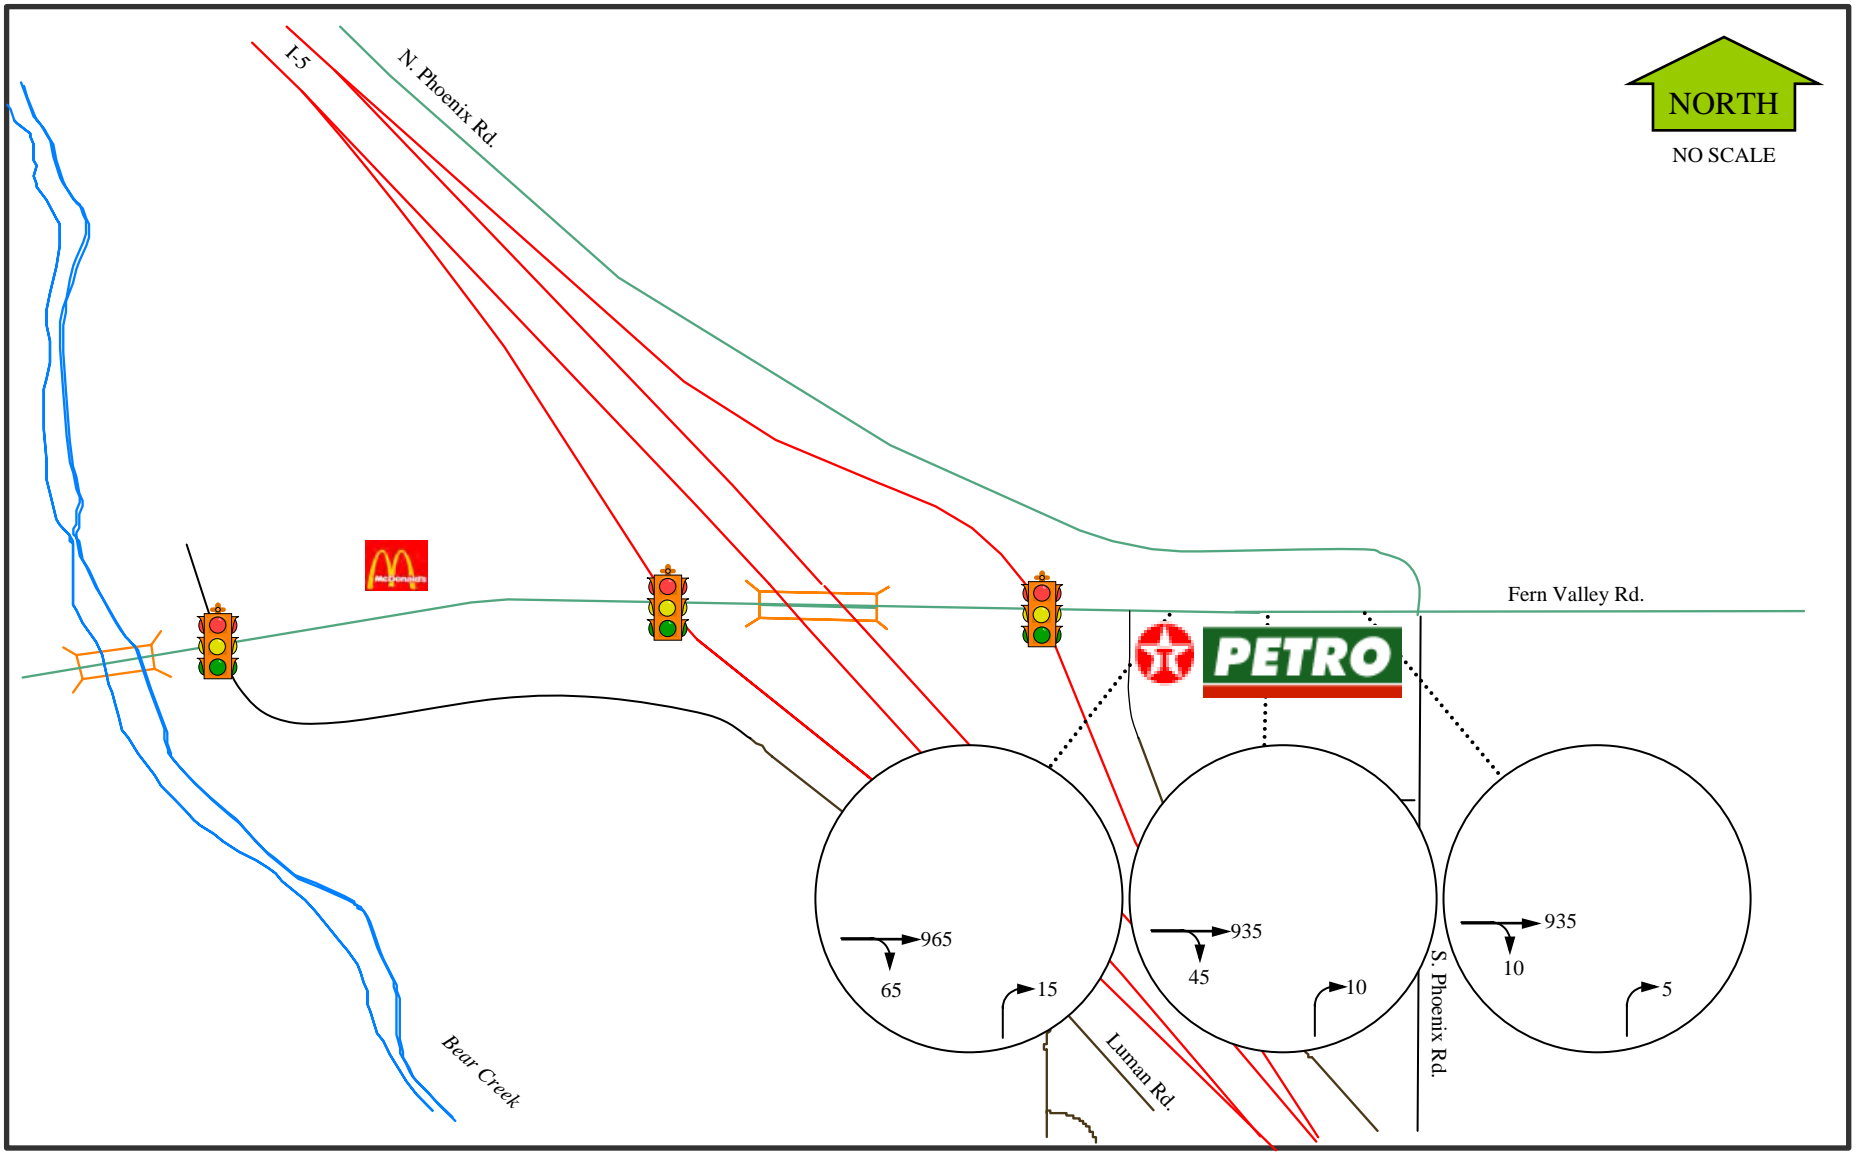 I-5
N. Phoenix Rd.
NORTH
NO SCALE
McDonald's
Fern Valley Rd.
PETRO
965
65
15
935
45
10
935
10
5
S. Phoenix Rd.
Luman Rd.
Bear Creek